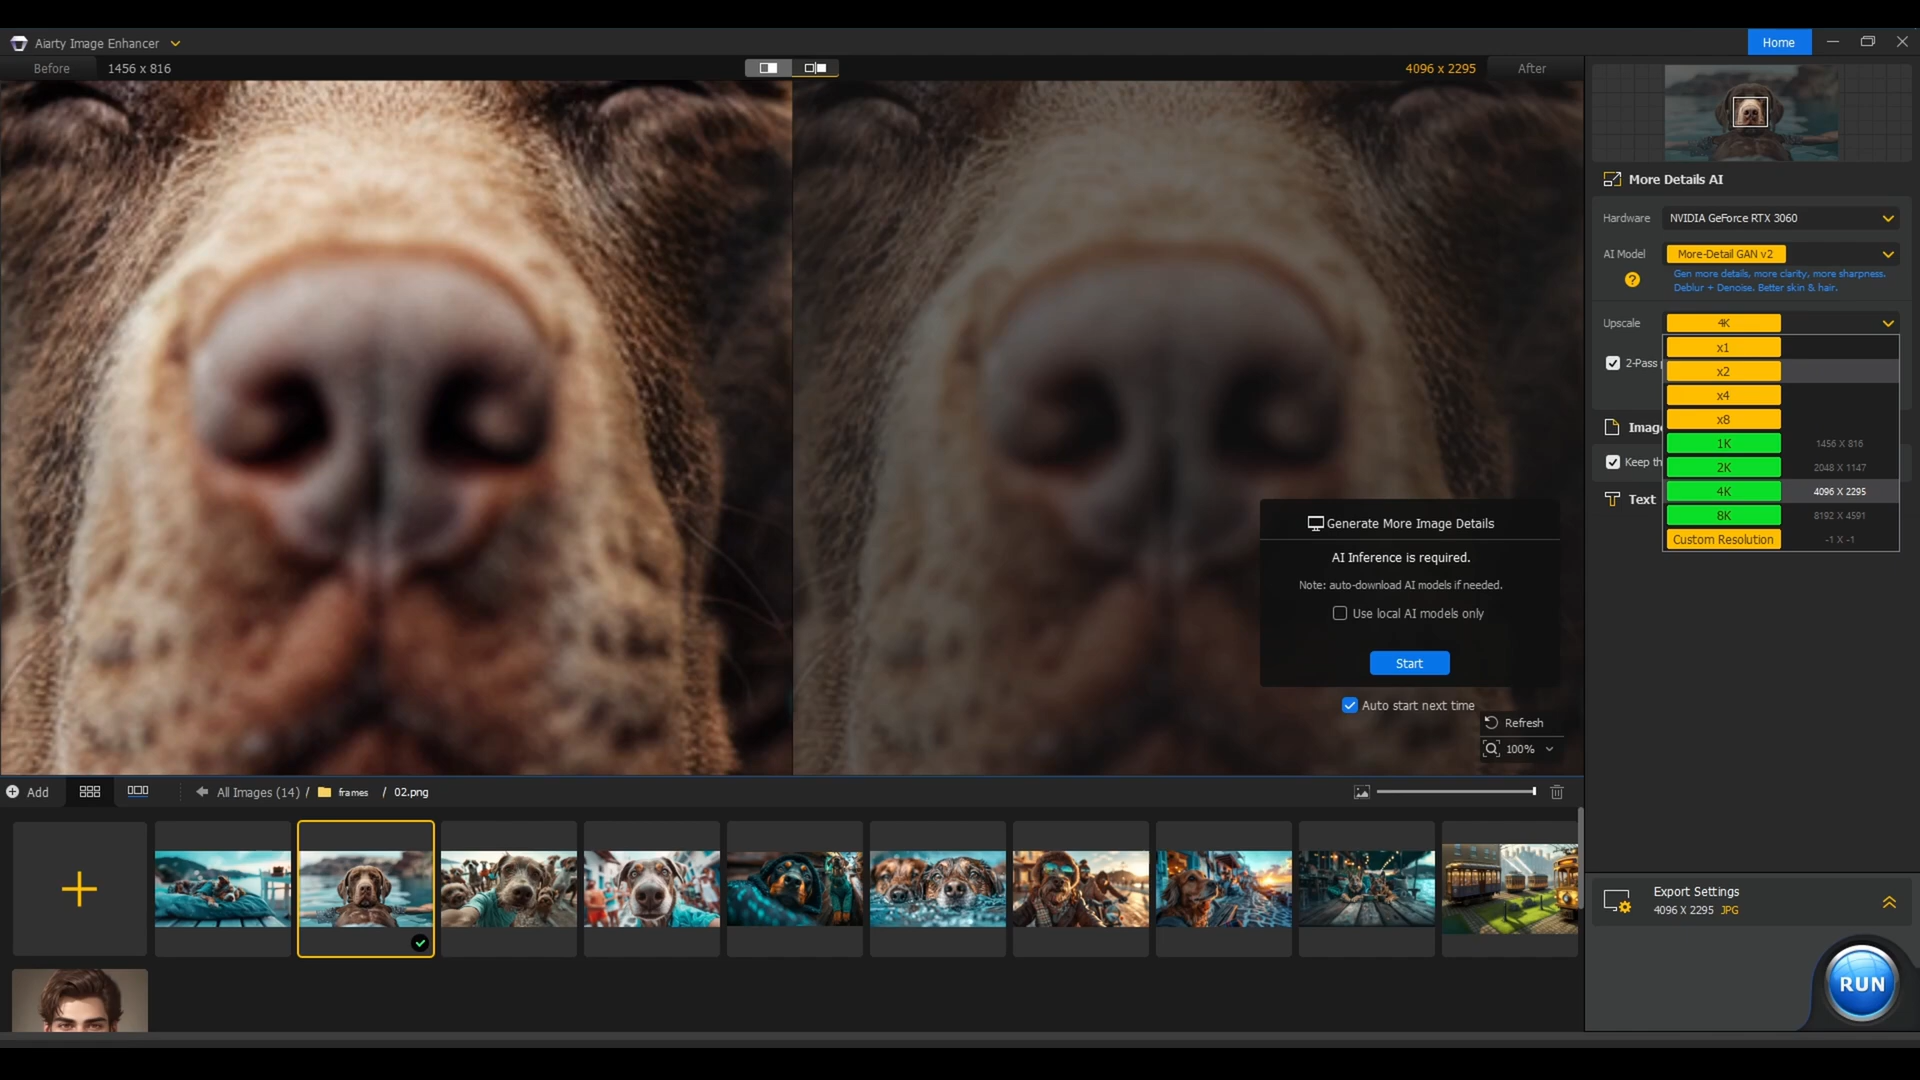 Aiarty Image Enhancer
Home
Before
1456 x 816
4096 x 2295
After
More Details AI
Hardware
NVIDIA GeForce RTX 3060
AI Model
More-Detail GAN v2
?
Gen more details, more clarity, more sharpness.
Deblur + Denoise. Better skin & hair.
Upscale
4K
x1
2-Pass
x2
x4
x8
Imag
1K
1456 X 816
Keep th
2K
2048 X 1147
Text
4K
4096 X 2295
8K
8192 X 4591
Custom Resolution
-1 X -1
Generate More Image Details
AI Inference is required.
Note: auto-download AI models if needed.
Use local AI models only
Start
Auto start next time
Refresh
100%
Add
All Images (14) /
frames
/ 02.png
Export Settings
4096 X 2295 JPG
RUN